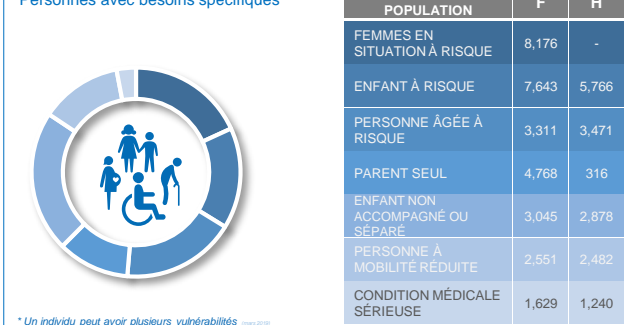 Personnes avec besoins spécifiques
POPULATION F H
FEMMES EN
SITUATION À RISQUE 8,176 -
ENFANT À RISQUE 7,643 5,766
PERSONNE ÂGÉE À
RISQUE 3,311 3,471
PARENT SEUL 4,768 316
ENFANT NON
ACCOMPAGNÉ OU
SÉPARÉ 3,045 2,878
PERSONNE À
MOBILITÉ RÉDUITE 2,551 2,482
CONDITION MÉDICALE
SÉRIEUSE 1,629 1,240
* Un individu peut avoir plusieurs vulnérabilités